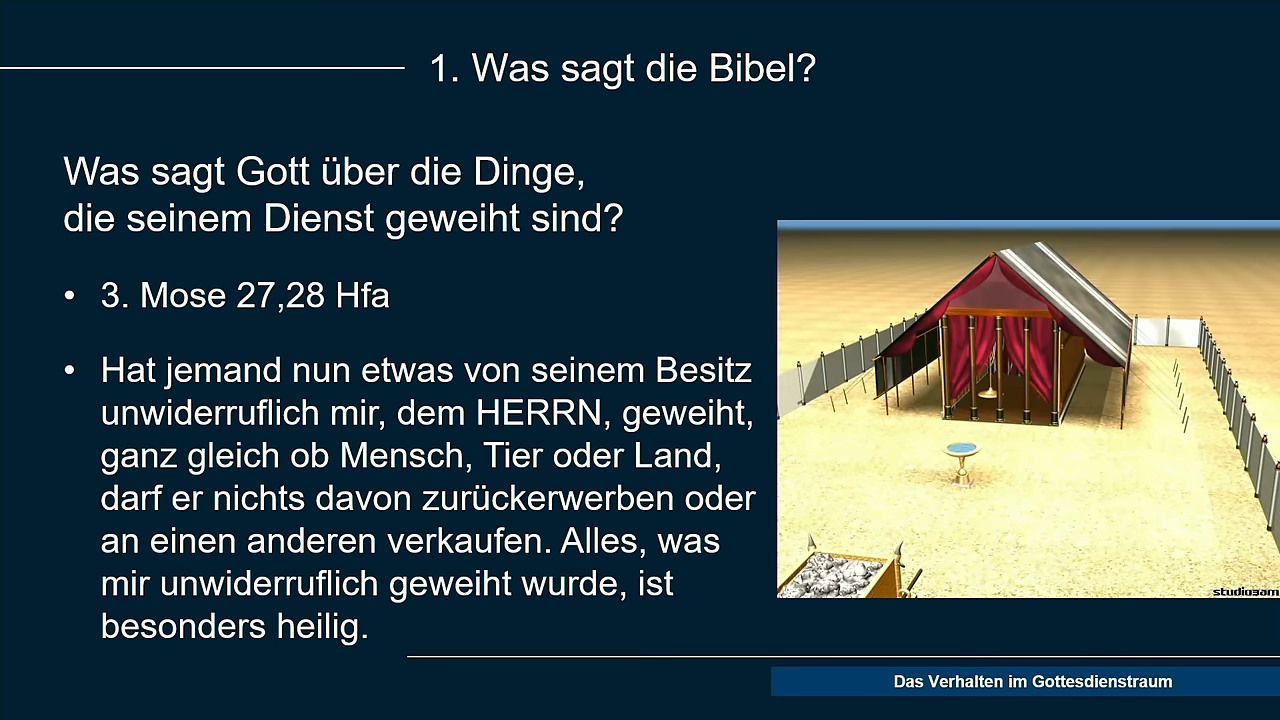 1. Was sagt die Bibel?
Was sagt Gott über die Dinge,
die seinem Dienst geweiht sind?
• 3. Mose 27,28 Hfa
• Hat jemand nun etwas von seinem Besitz
unwiderruflich mir, dem HERRN, geweiht,
ganz gleich ob Mensch, Tier oder Land,
darf er nichts davon zurückerwerben oder
an einen anderen verkaufen. Alles, was
mir unwiderruflich geweiht wurde, ist
besonders heilig.
Das Verhalten im Gottesdienstraum